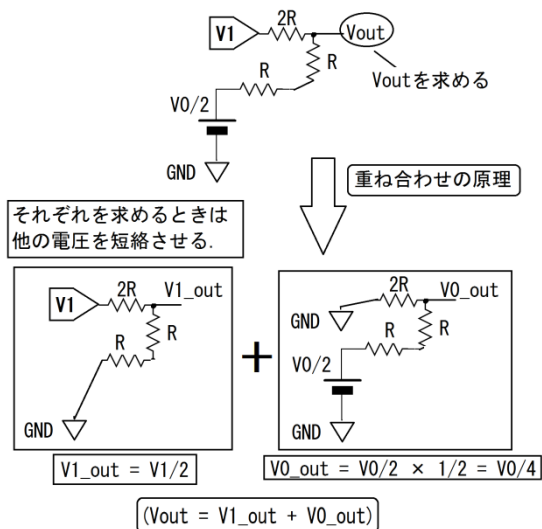 V1
2R
Vout
R
Voutを求める
R
V0/2
GND
重ね合わせの原理
それぞれを求めるときは
他の電圧を短絡させる.
V1
2R
V1_out
R
R
GND
V1_out = V1/2
+
2R
V0_out
GND
R
R
V0/2
GND
V0_out = V0/2 × 1/2 = V0/4
(Vout = V1_out + V0_out)